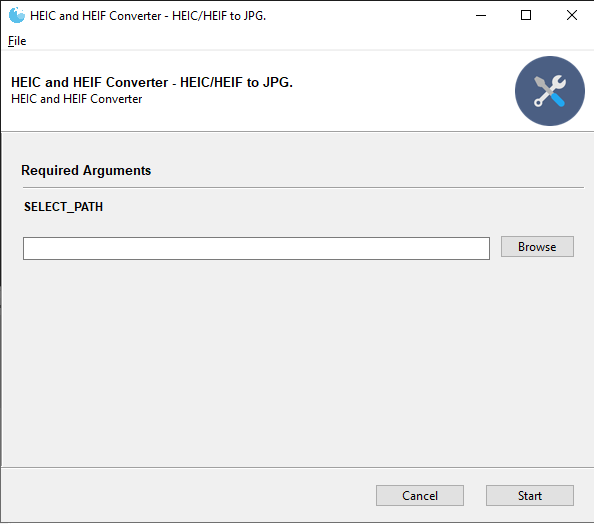 HEIC and HEIF Converter - HEIC/HEIF to JPG.
File
HEIC and HEIF Converter - HEIC/HEIF to JPG.
HEIC and HEIF Converter
Required Arguments
SELECT_PATH
Browse
Cancel
Start